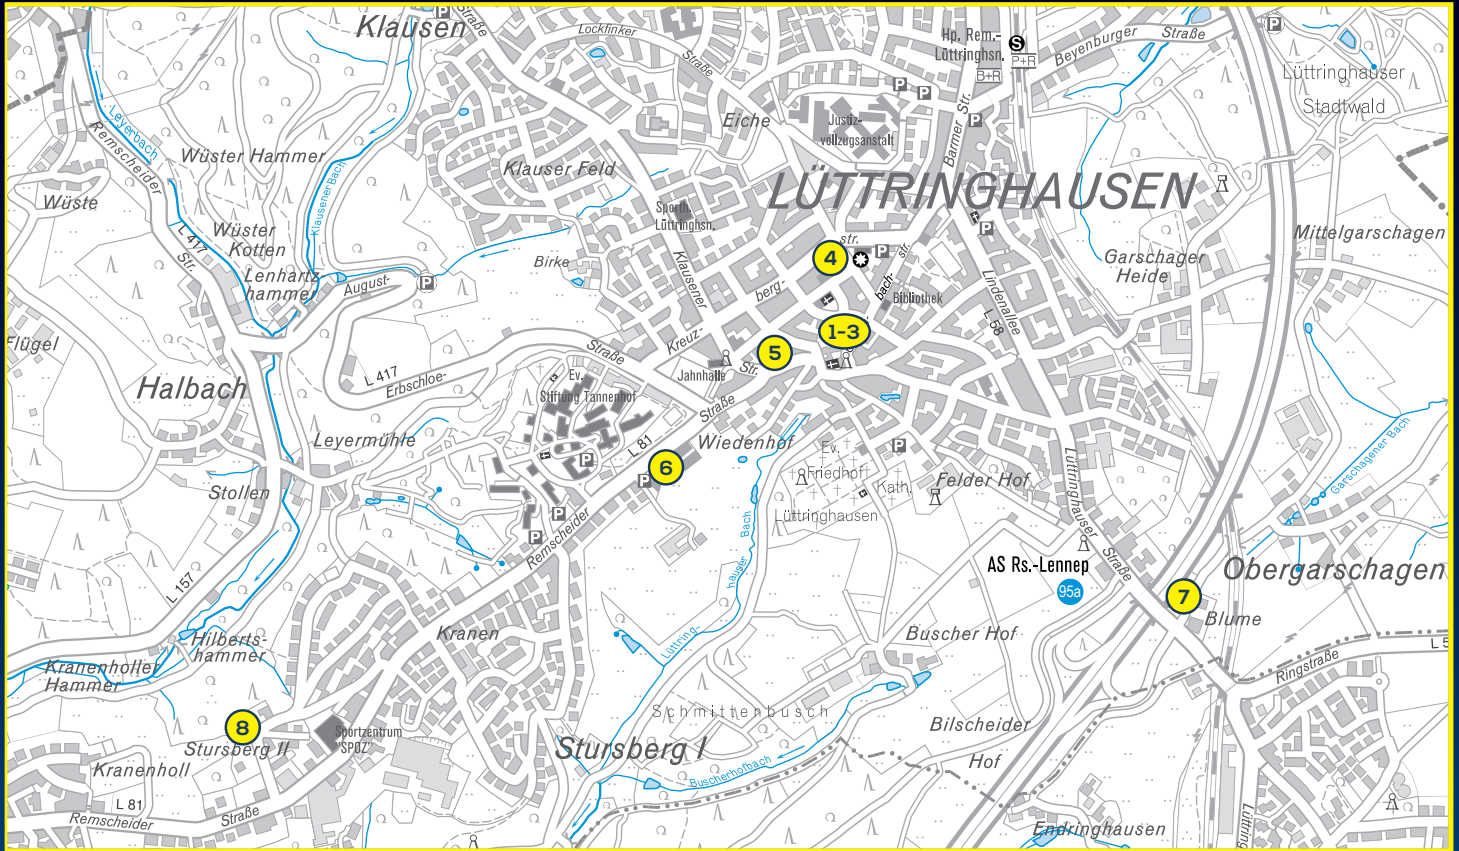 Klausen
Straße
P
Lockfinker
Straße
Hp. Rem.-
Lüttringhsn.
S
P+R
B+R
Beyenburger
Straße
P
Lüttringhauser
Stadtwald
Leyerbach
Remscheider
Wüster Hammer
Klausener Bach
Eiche
Klauser Feld
Justiz-
vollzugsanstalt
P
P
P
Barmer Str.
LÜTTRINGHAUSEN
Wüste
L 417
Str.
Wüster
Kotten
Lenhartz-
hammer
August-
P
Birke
Sporth.
Lüttringhsn.
Klausener
berg-
Kreuz-
str.
4
P
bach-
str.
Bibliothek
P
Lindenallee
L 58
Garschager
Heide
Mittelgarschagen
Flügel
Halbach
L 417
Erbschloe-
Straße
1-3
5
Str.
Jahnhalle
Straße
Ev.
Stiftung Tannenhof
P
L 81
Wiedenhof
6
P
Leyermühle
Stollen
Ev.
Friedhof
Kath.
Lüttringhausen
P
Felder Hof
Lüttringhauser
Straße
Garschagener Bach
P
P
Remscheider
Lüttring-
hauser
Bach
AS Rs.-Lennep
95a
7
Blume
Obergarschagen
L 157
Hilberts-
hammer
Kranenholler
Hammer
Kranen
Buscher Hof
Ringstraße
L 5
8
Stursberg II
Sportzentrum
"SPOZ"
Kranenholl
Schmittenbusch
Stursberg I
Buscherhofbach
Bilscheider
Hof
L 81
Remscheider
Straße
Endringhausen
Lüttring